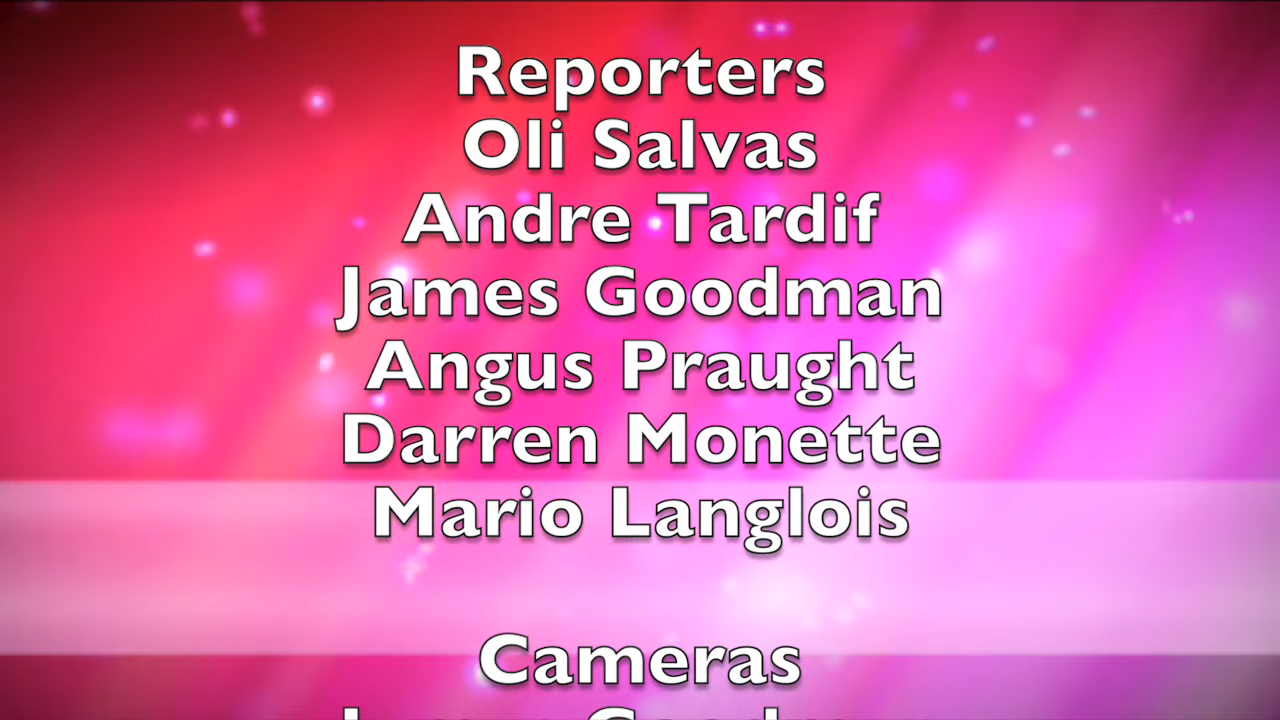 Reporters
Oli Salvas
Andre Tardif
James Goodman
Angus Praught
Darren Monette
Mario Langlois
Cameras